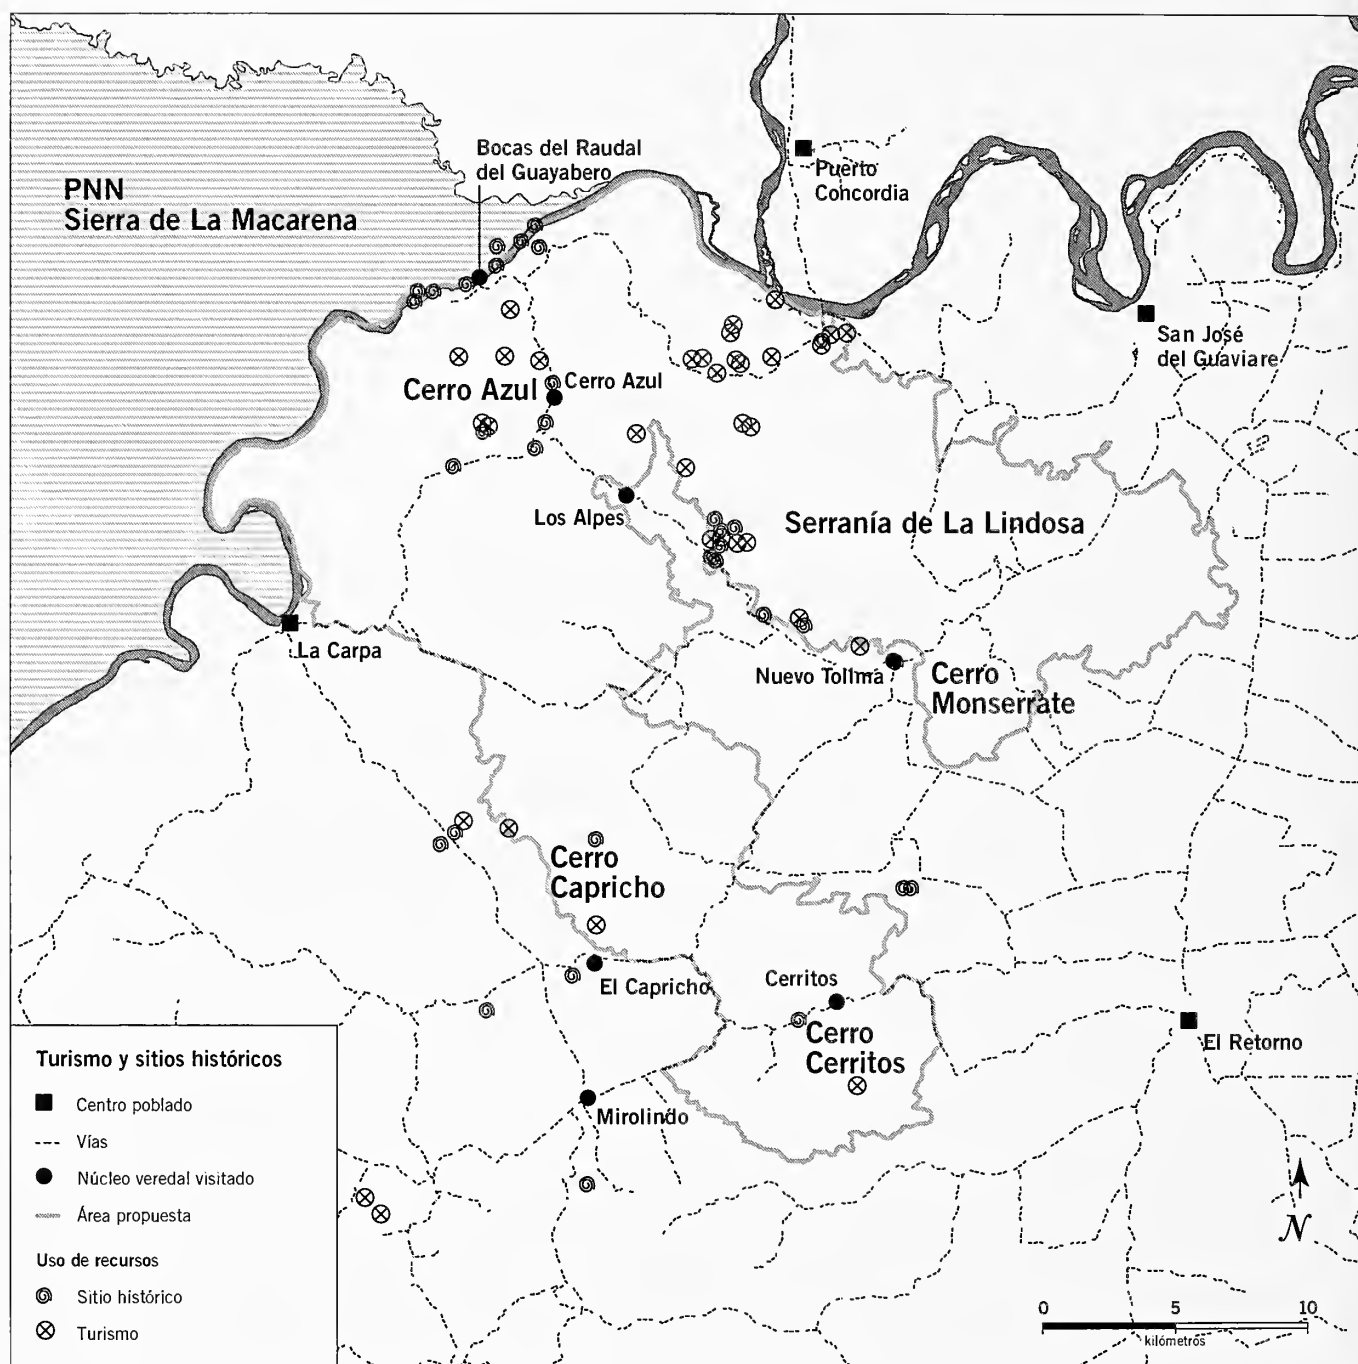 Bocas del Raudal
del Guayabero
Puerto
Concordia
PNN
Sierra de La Macarena
San José
del Guaviare
Cerro Azul
Cerro Azul
Los Alpes
Serranía de La Lindosa
La Carpa
Nuevo Tolima
Cerro
Monserrate
Cerro
Capricho
El Capricho
Cerritos
Cerro
Cerritos
El Retorno
Mirolindo
Turismo y sitios históricos
Centro poblado
Vías
Núcleo veredal visitado
Área propuesta
Uso de recursos
Sitio histórico
Turismo
N
0 5 10
kilómetros